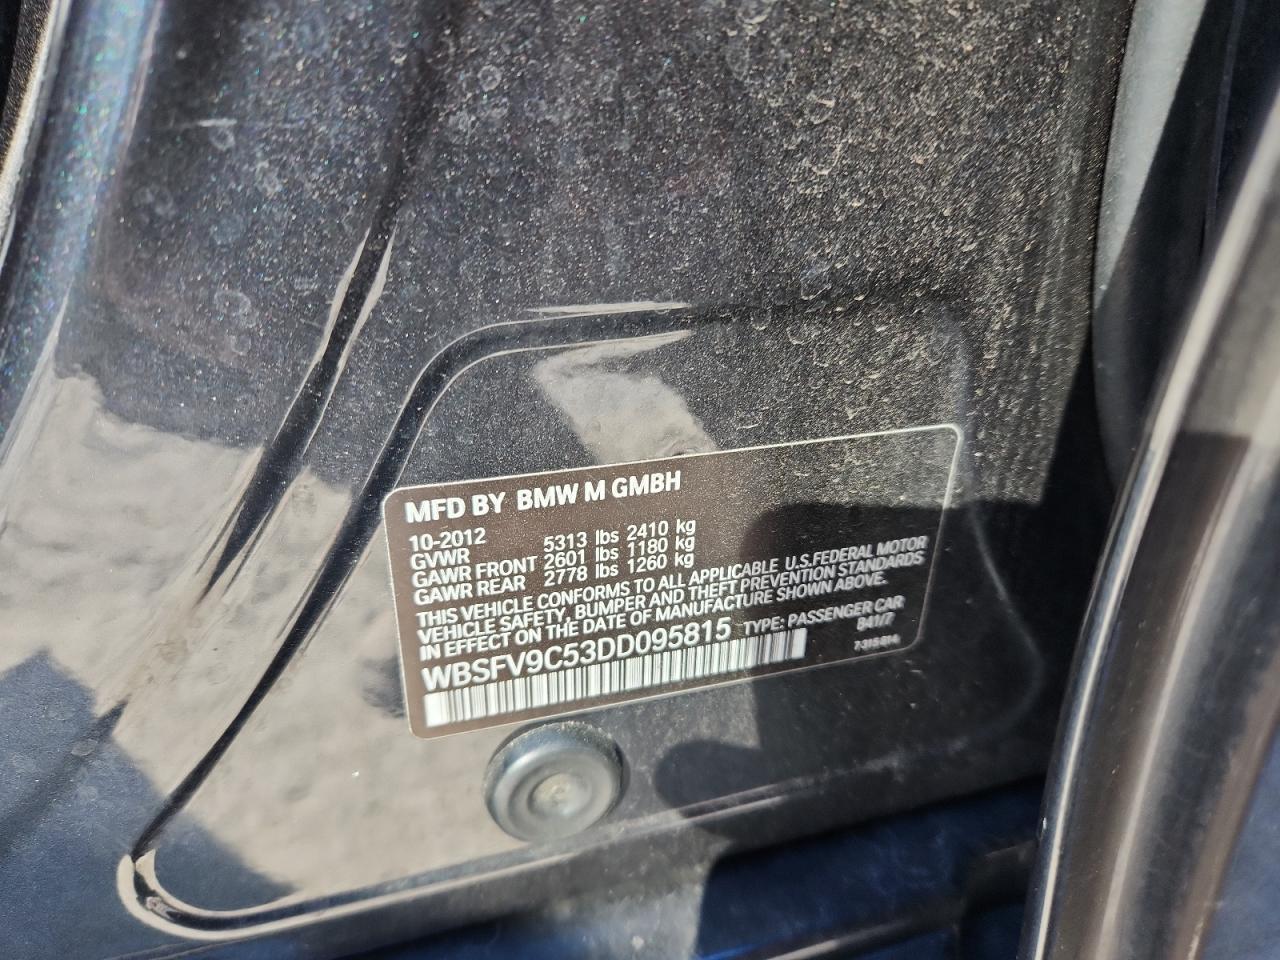 MFD BY BMW M GMBH
10-2012
GVWR 5313 lbs 2410 kg
GAWR FRONT 2601 lbs 1180 kg
GAWR REAR 2778 lbs 1260 kg
THIS VEHICLE CONFORMS TO ALL APPLICABLE U.S.FEDERAL MOTOR
VEHICLE SAFETY, BUMPER AND THEFT PREVENTION STANDARDS
IN EFFECT ON THE DATE OF MANUFACTURE SHOWN ABOVE.
WBSFV9C53DD095815 TYPE: PASSENGER CAR
841/7